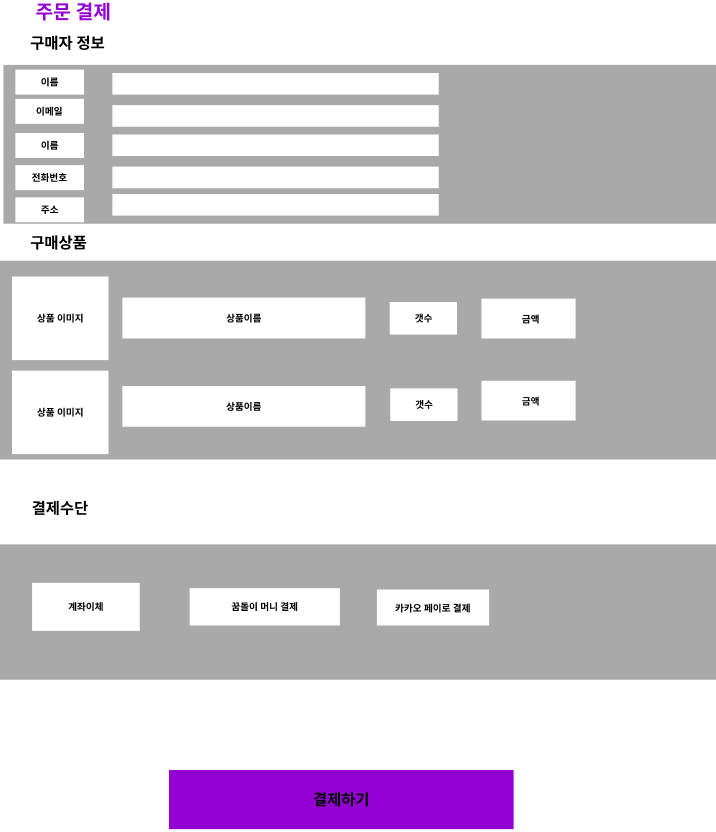 주문 결제
구매자 정보
이름
이메일
이름
전화번호
주소
구매상품
상품 이미지
상품이름
갯수
금액
상품 이미지
상품이름
갯수
금액
결제수단
계좌이체
꿈돌이 머니 결제
카카오 페이로 결제
결제하기